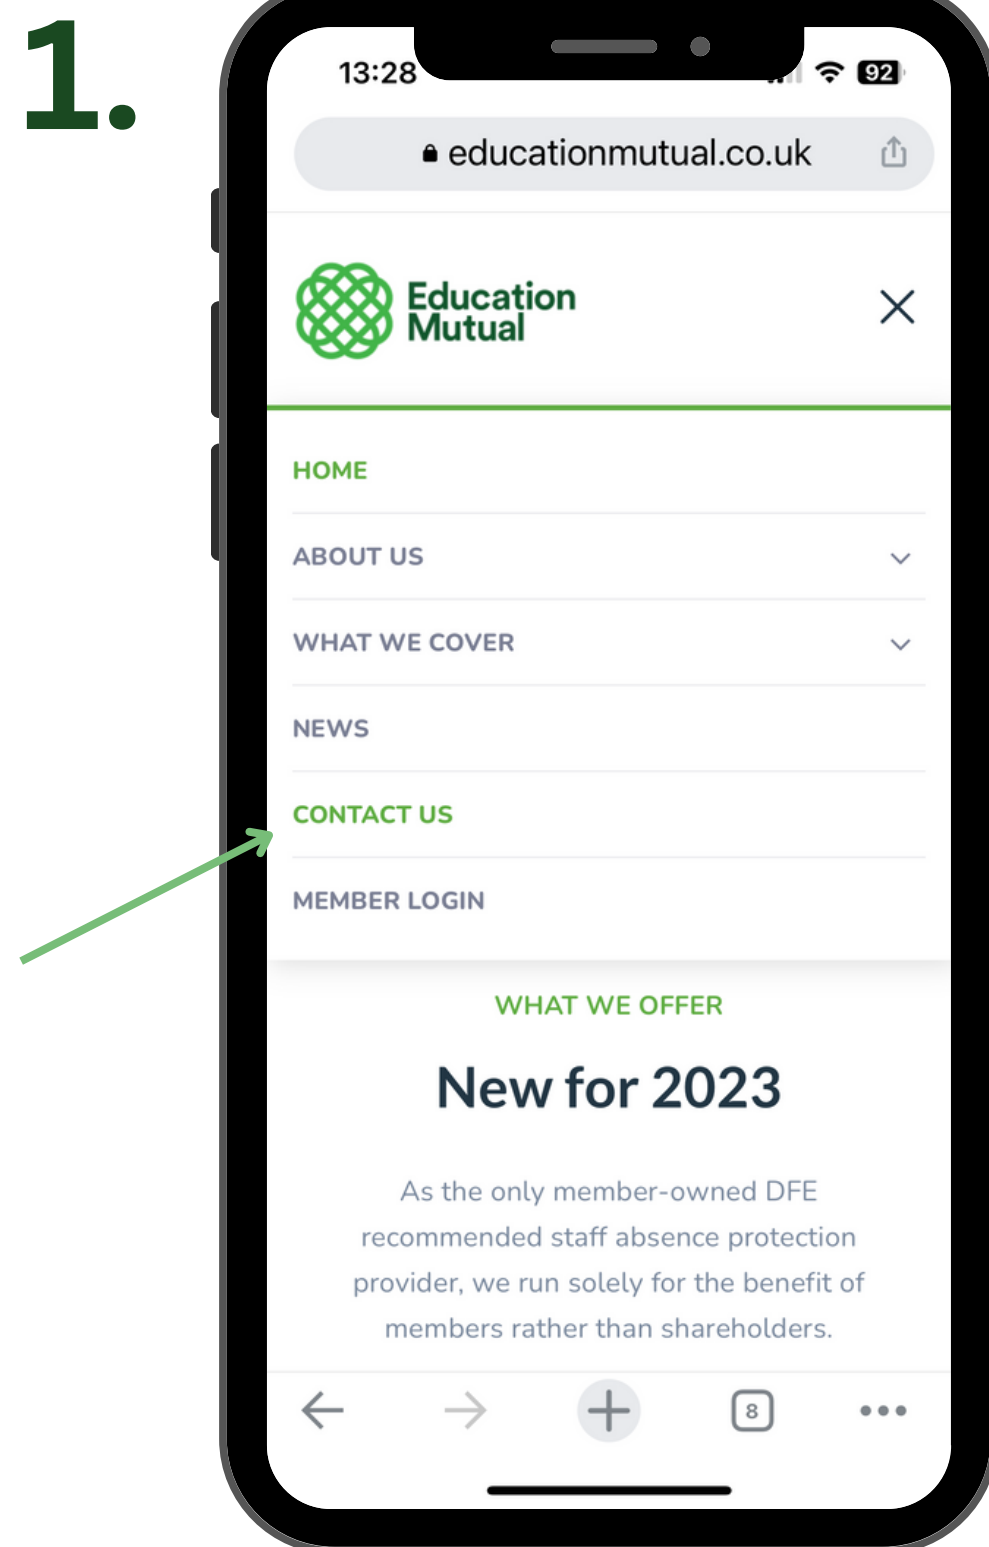 1.
13:28
92
educationmutual.co.uk
Education
Mutual
HOME
ABOUT US
WHAT WE COVER
NEWS
CONTACT US
MEMBER LOGIN
WHAT WE OFFER
New for 2023
As the only member-owned DFE
recommended staff absence protection
provider, we run solely for the benefit of
members rather than shareholders.
8